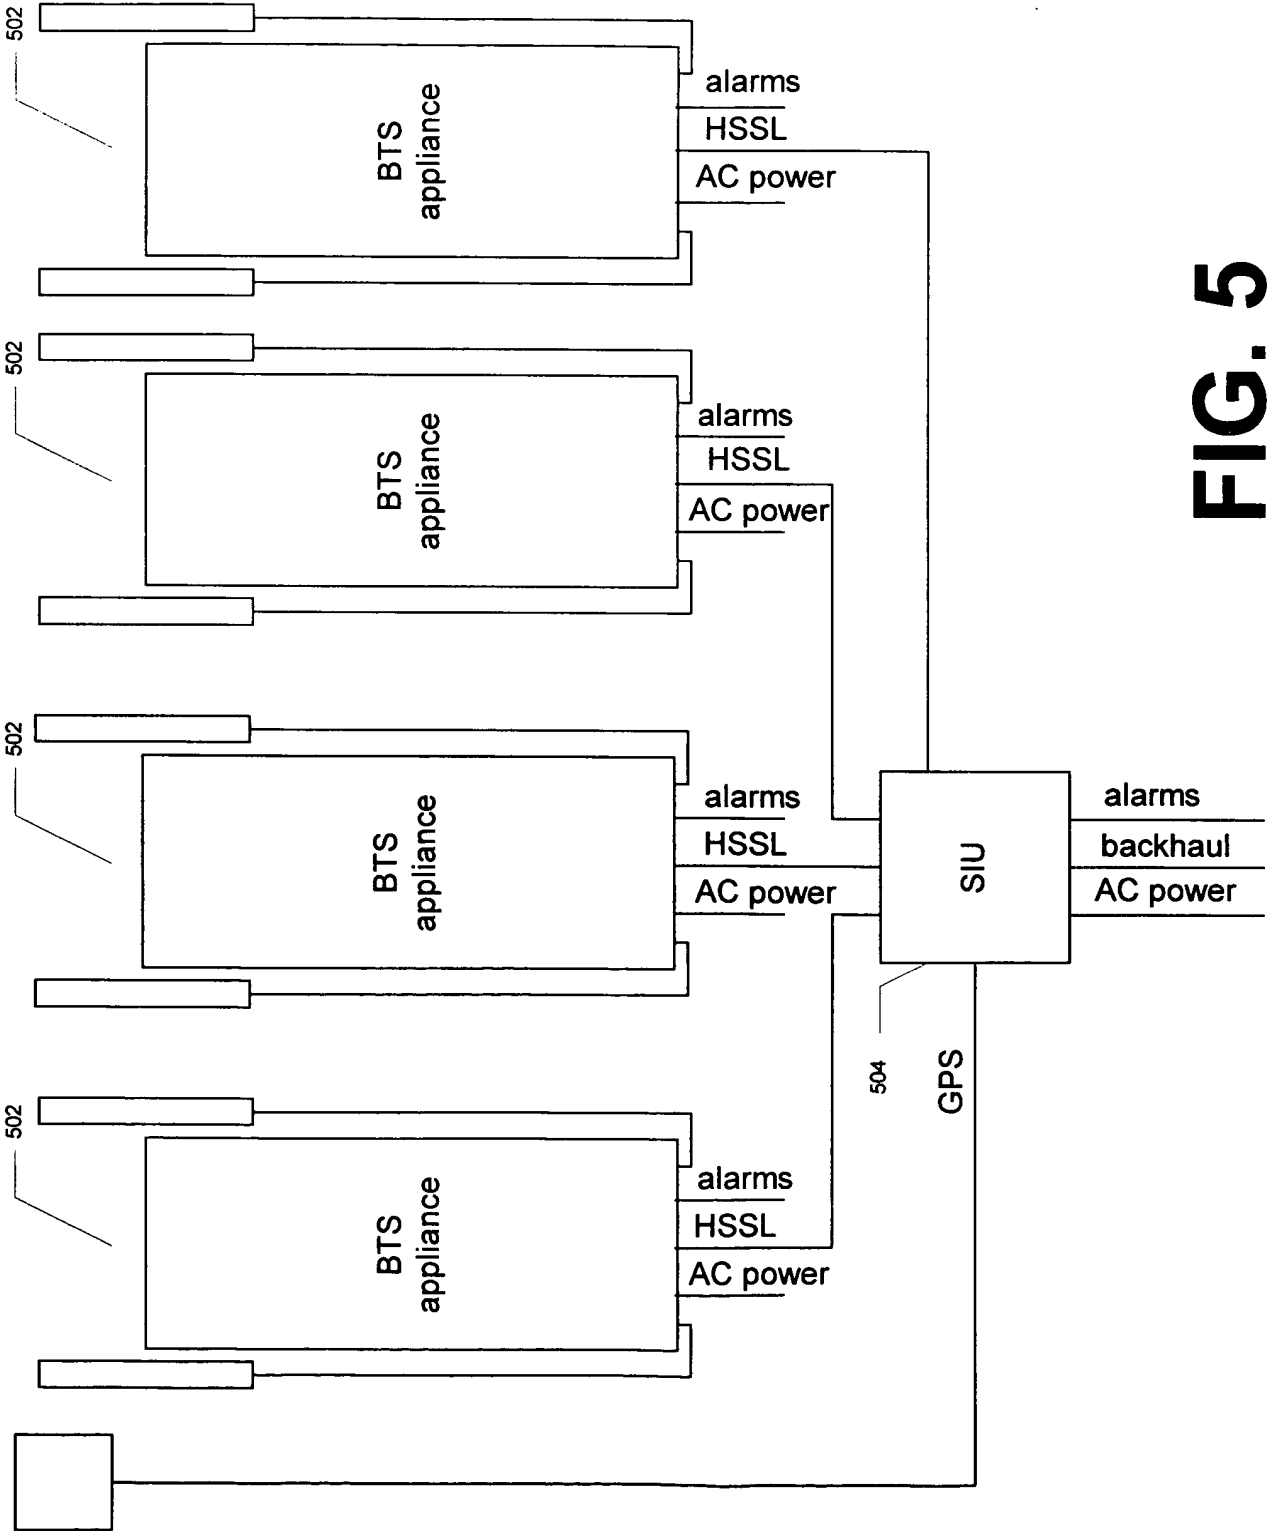 502
BTS
appliance
alarms
HSSL
AC power
502
BTS
appliance
alarms
HSSL
AC power
502
BTS
appliance
alarms
HSSL
AC power
502
BTS
appliance
alarms
HSSL
AC power
SIU
504
GPS
alarms
backhaul
AC power
FIG. 5